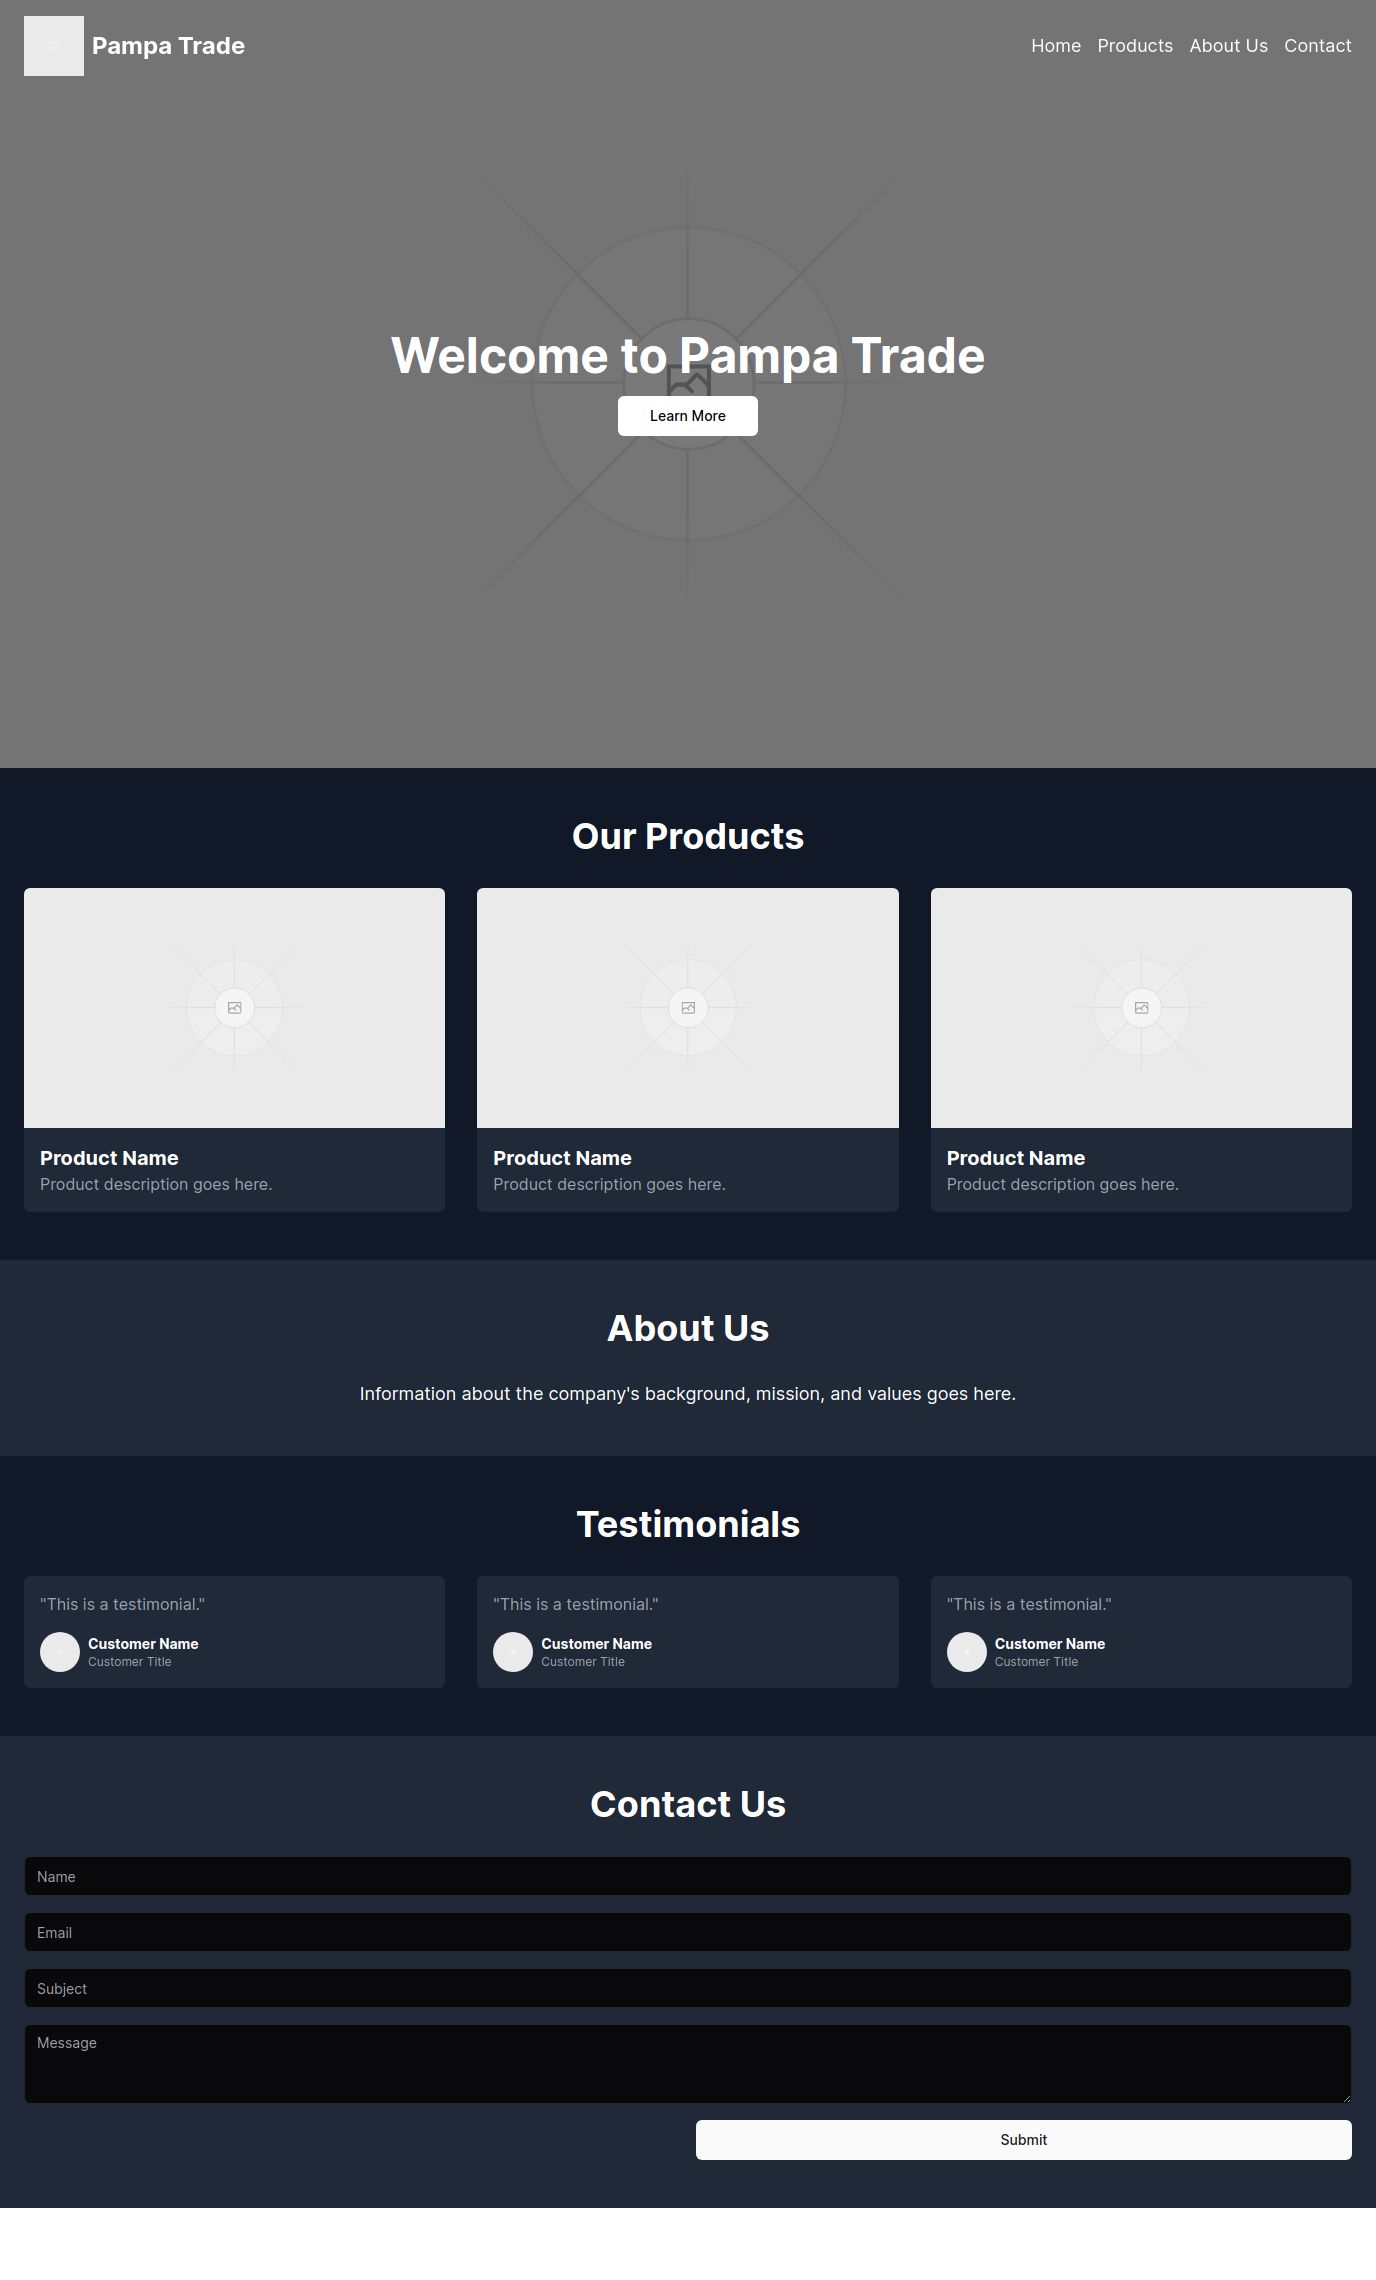 Pampa Trade
Home Products About Us Contact
Welcome to Pampa Trade
Learn More
Our Products
Product Name
Product description goes here.
Product Name
Product description goes here.
Product Name
Product description goes here.
About Us
Information about the company's background, mission, and values goes here.
Testimonials
"This is a testimonial."
Customer Name
Customer Title
"This is a testimonial."
Customer Name
Customer Title
"This is a testimonial."
Customer Name
Customer Title
Contact Us
Name
Email
Subject
Message
Submit